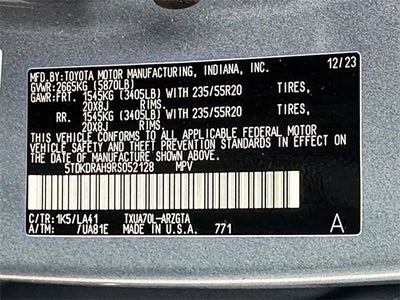 MFD.BY:TOYOTA MOTOR MANUFACTURING, INDIANA, INC. 12/23
GVWR:2665KG (5870LB)
GAWR:FRT. 1545KG (3405LB) WITH 235/55R20 TIRES,
20X8J RIMS.
RR. 1545KG (3405LB) WITH 235/55R20 TIRES,
20X8J RIMS.
THIS VEHICLE CONFORMS TO ALL APPLICABLE FEDERAL MOTOR
VEHICLE SAFETY AND THEFT PREVENTION STANDARDS IN EFFECT ON THE
DATE OF MANUFACTURE SHOWN ABOVE.
5TDKDRAH9RS052128 MPV
C/TR:1K5/LA41 TXUA70L-ARZGTA
A/TM: /UA81E MADE IN U.S.A. 771 A